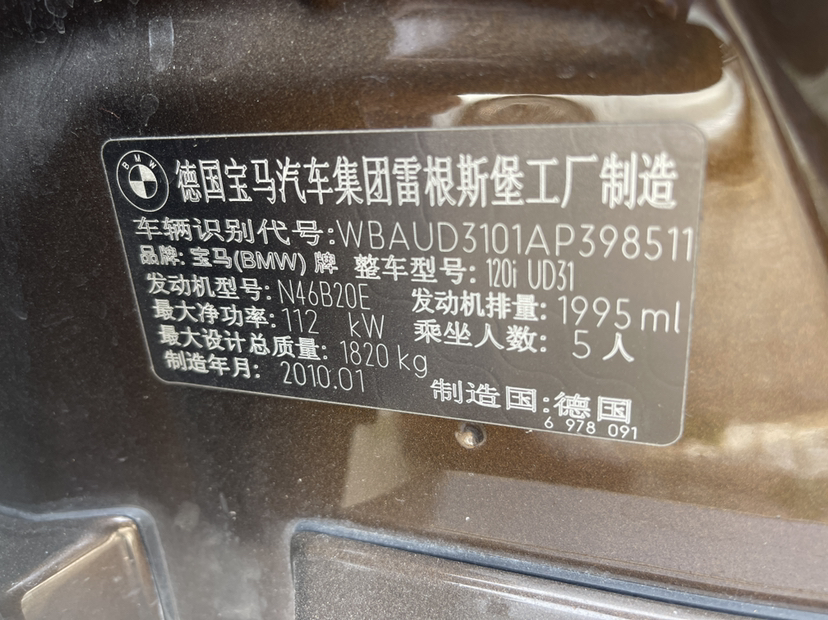 BMW
德国宝马汽车集团雷根斯堡工厂制造
车辆识别代号:WBAUD3101AP398511
品牌: 宝马(BMW) 牌 整车型号: 120i UD31
发动机型号: N46B20E 发动机排量: 1995 ml
最大净功率: 112 kW 乘坐人数: 5 人
最大设计总质量: 1820 kg
制造年月: 2010.01 制造国:德国
6 978 091